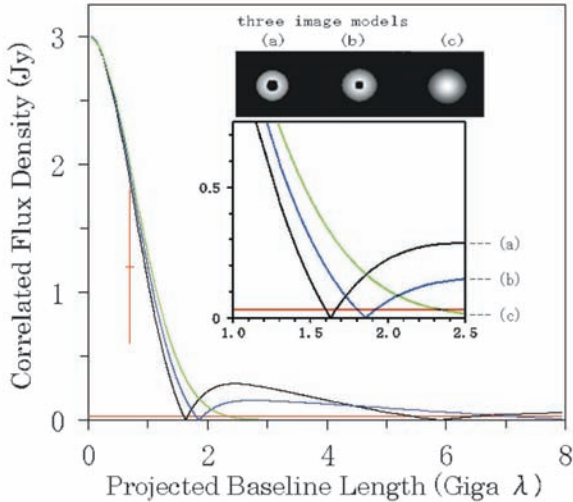 three image models
(a) (b) (c)
3
2
1
0
Correlated Flux Density (Jy)
0.5
0
1.0 1.5 2.0 2.5
(a)
(b)
(c)
0 2 4 6 8
Projected Baseline Length (Giga λ)